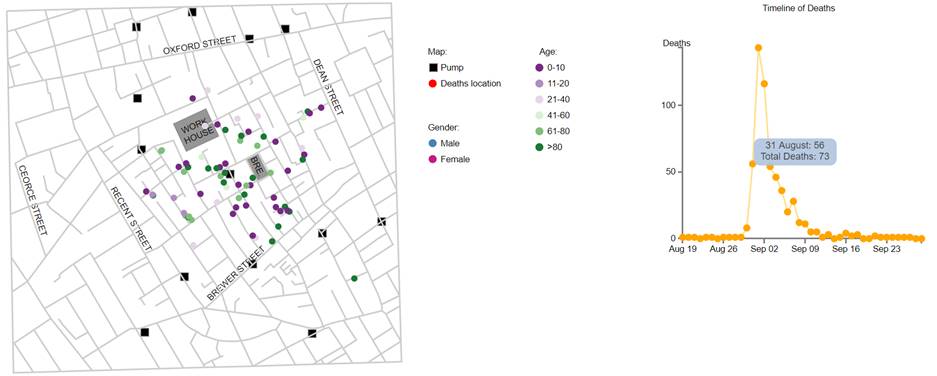 OXFORD STREET
DEAN STREET
WORK
HOUSE
BRE
CEORCE STREET
RECENT STREET
BREWER STREET
Map:
Pump
Deaths location
Gender:
Male
Female
Age:
0-10
11-20
21-40
41-60
61-80
>80
Timeline of Deaths
Deaths
100
50
0
31 August: 56
Total Deaths: 73
Aug 19
Aug 26
Sep 02
Sep 09
Sep 16
Sep 23